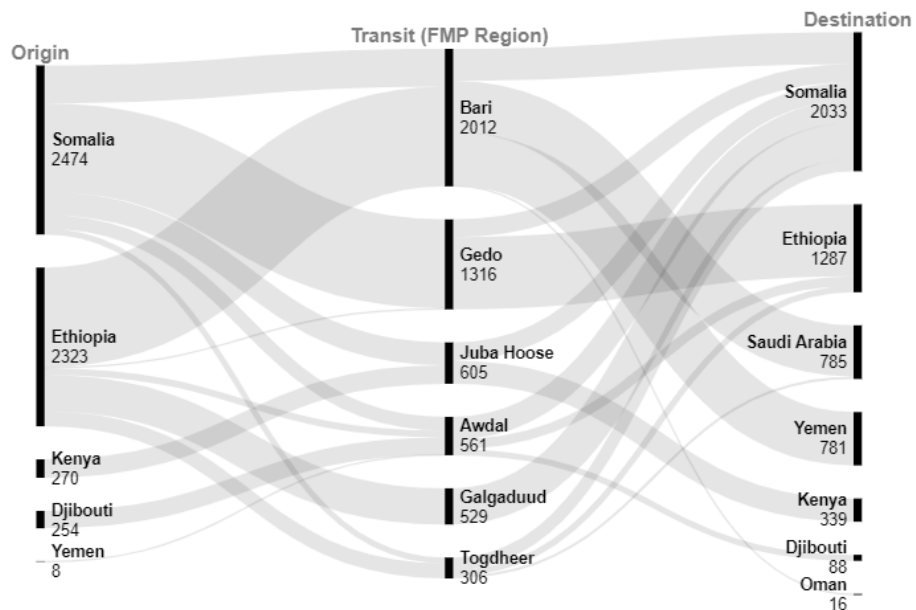 Origin
Transit (FMP Region)
Destination
Somalia
2474
Ethiopia
2323
Kenya
270
Djibouti
254
Yemen
8
Bari
2012
Gedo
1316
Juba Hoose
605
Awdal
561
Galgaduud
529
Togdheer
306
Somalia
2033
Ethiopia
1287
Saudi Arabia
785
Yemen
781
Kenya
339
Djibouti
88
Oman
16